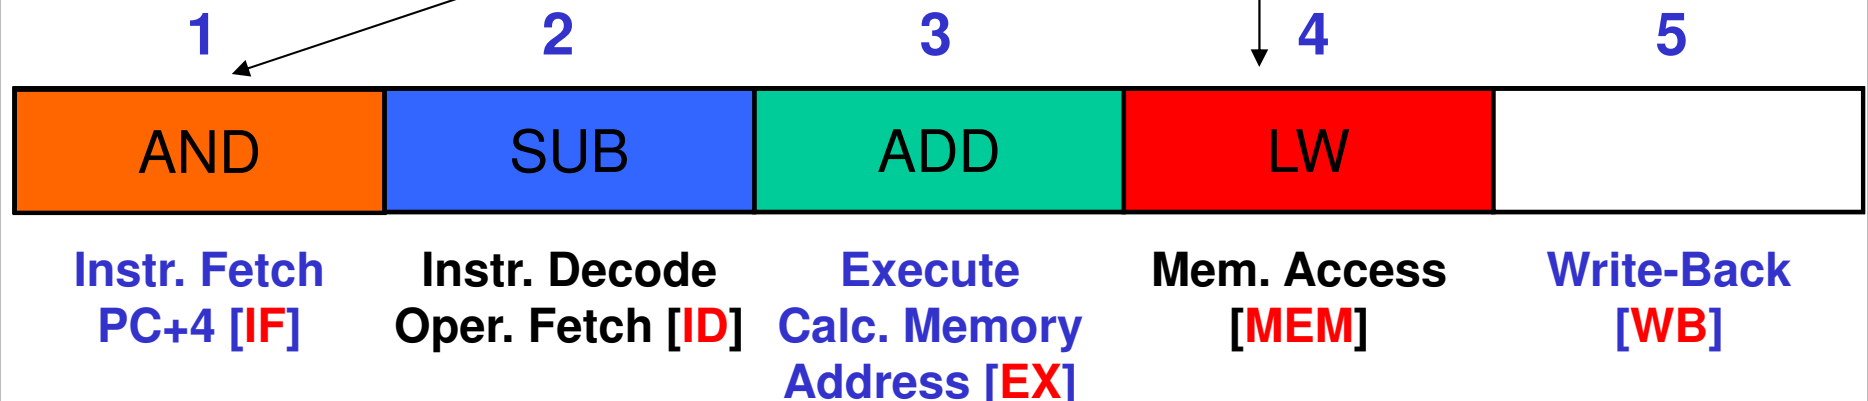 1 2 3 4 5
AND SUB ADD LW
Instr. Fetch Instr. Decode Execute Mem. Access Write-Back
PC+4 [IF] Oper. Fetch [ID] Calc. Memory [MEM] [WB]
Address [EX]